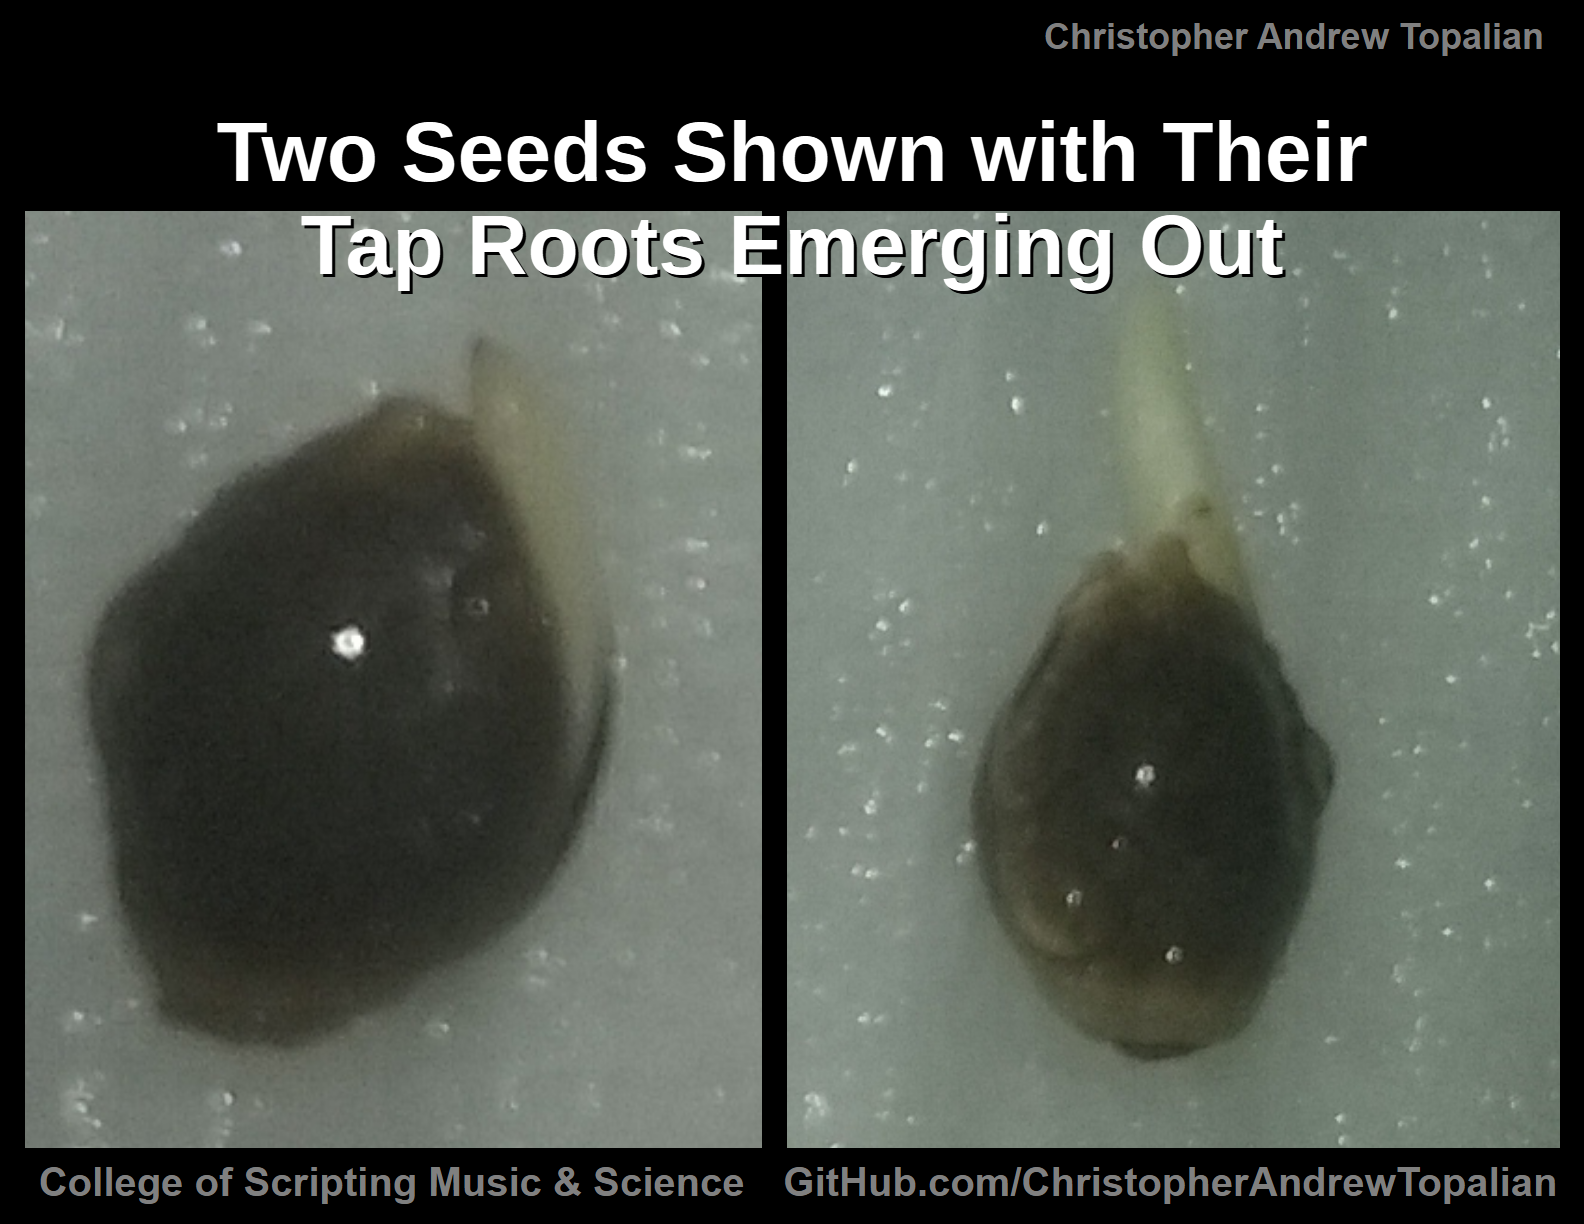 Christopher Andrew Topalian
Two Seeds Shown with Their
Tap Roots Emerging Out
College of Scripting Music & Science
GitHub.com/ChristopherAndrewTopalian